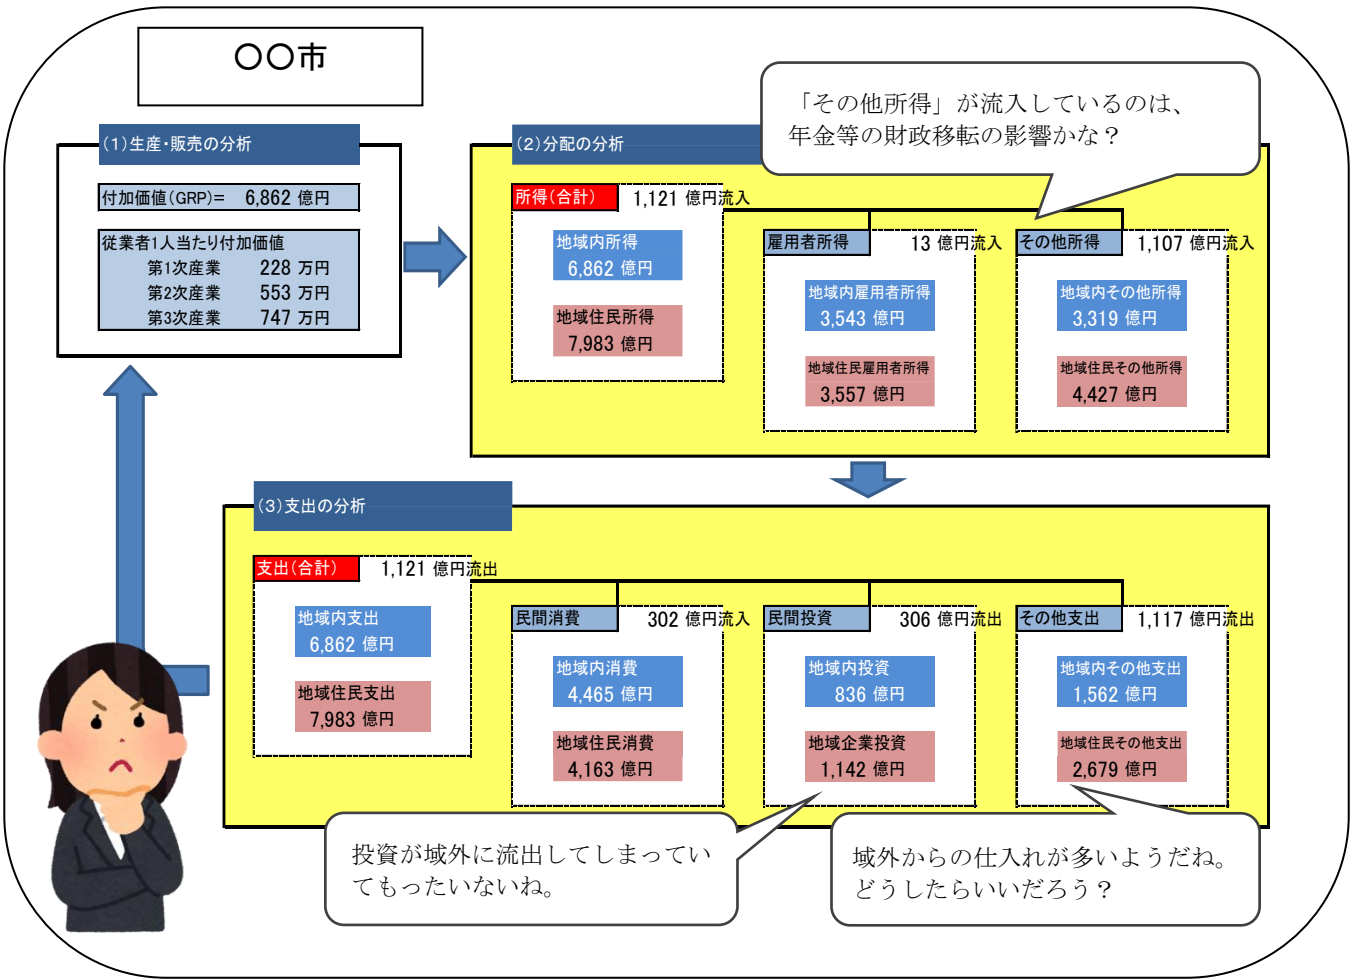 〇〇市
「その他所得」が流入しているのは、
年金等の財政移転の影響かな？
(1)生産・販売の分析
付加価値(GRP)= 6,862 億円
従業者1人当たり付加価値
第1次産業 228 万円
第2次産業 553 万円
第3次産業 747 万円
(2)分配の分析
所得(合計) 1,121 億円流入
地域内所得
6,862 億円
地域住民所得
7,983 億円
雇用者所得 13 億円流入
地域内雇用者所得
3,543 億円
地域住民雇用者所得
3,557 億円
その他所得 1,107 億円流入
地域内その他所得
3,319 億円
地域住民その他所得
4,427 億円
(3)支出の分析
支出(合計) 1,121 億円流出
地域内支出
6,862 億円
地域住民支出
7,983 億円
民間消費 302 億円流入
地域内消費
4,465 億円
地域住民消費
4,163 億円
民間投資 306 億円流出
地域内投資
836 億円
地域企業投資
1,142 億円
その他支出 1,117 億円流出
地域内その他支出
1,562 億円
地域住民その他支出
2,679 億円
投資が域外に流出してしまってい
てもったいないね。
域外からの仕入れが多いようだね。
どうしたらいいだろう？